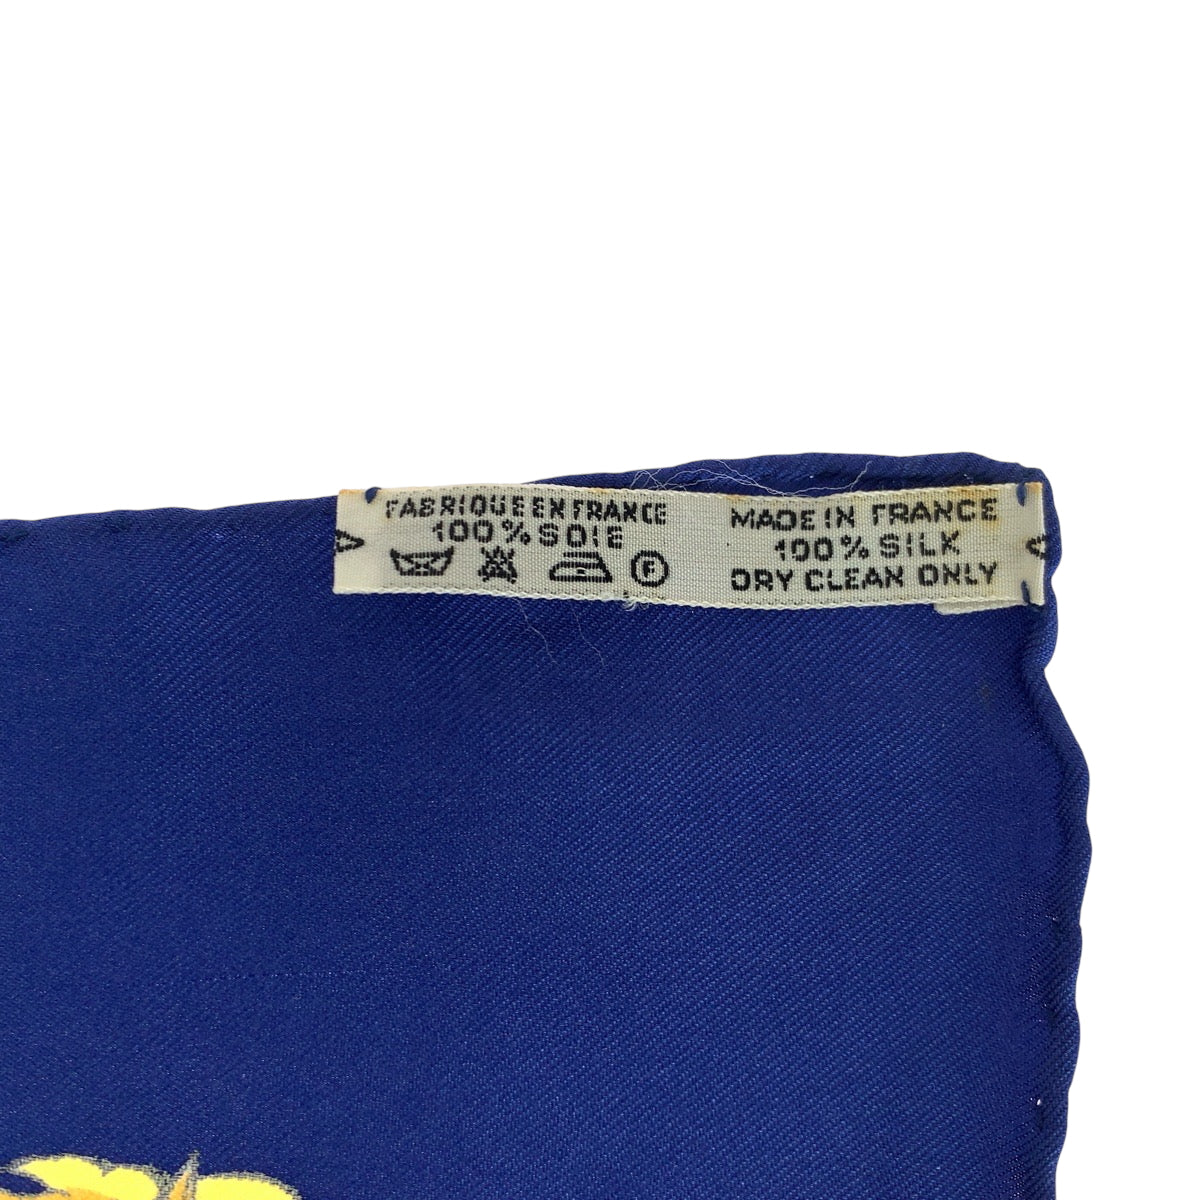 FABRIQUE EN FRANCE
100% SOIE
F
MADE IN FRANCE
100% SILK
DRY CLEAN ONLY